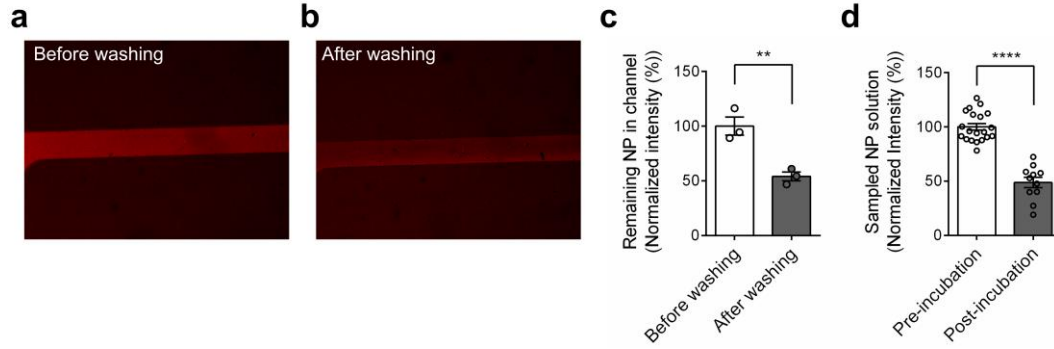 a
Before washing
b
After washing
c
Remaining NP in channel
(Normalized intensity (%))
150
100
50
0
**
Before washing
After washing
d
Sampled NP solution
(Normalized Intensity (%))
150
100
50
0
****
Pre-incubation
Post-incubation